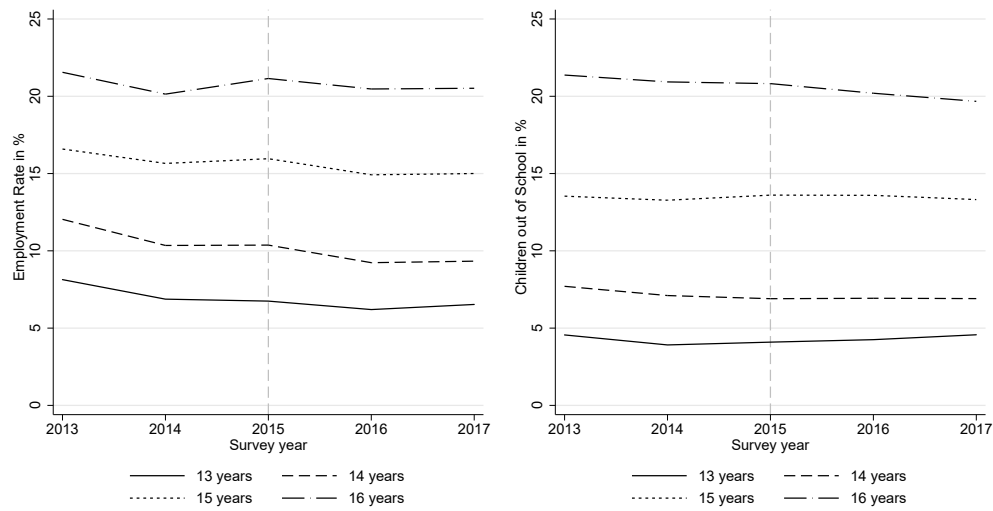 Employment Rate in %
25
20
15
10
5
0
2013 2014 2015 2016 2017
Survey year
13 years 14 years
15 years 16 years
Children out of School in %
25
20
15
10
5
0
2013 2014 2015 2016 2017
Survey year
13 years 14 years
15 years 16 years